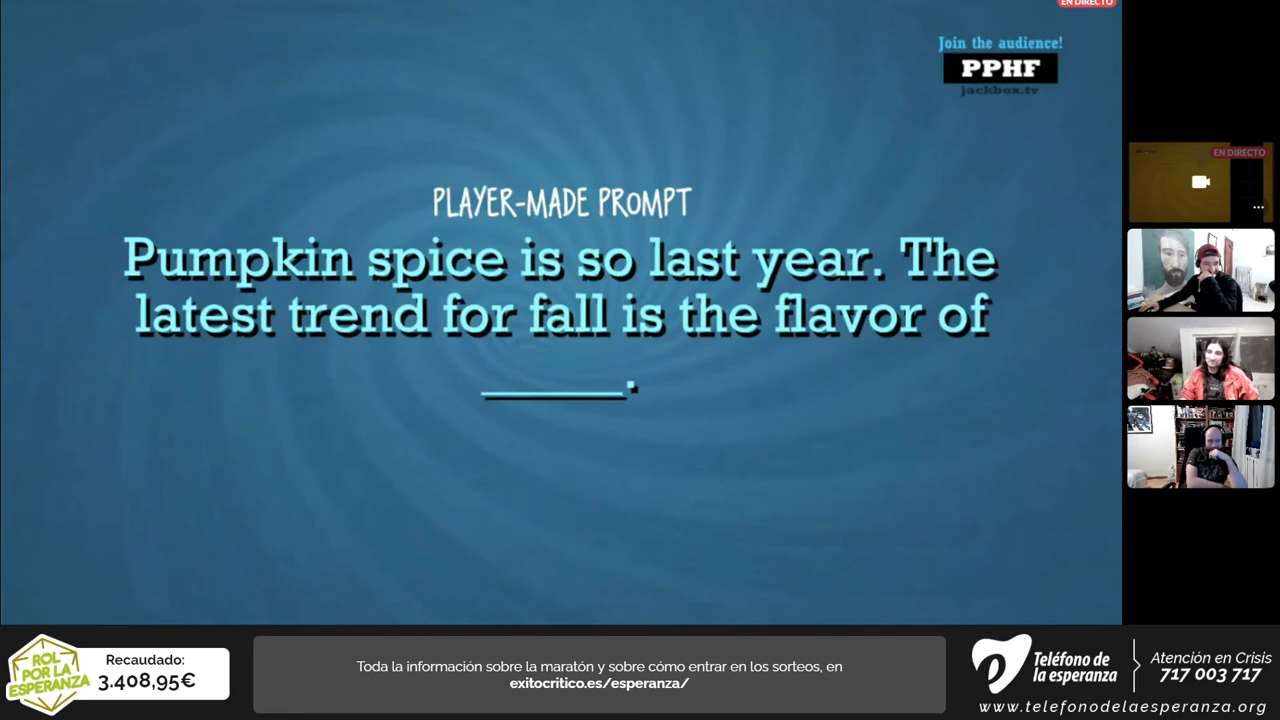 EN DIRECTO
Join the audience!
PPHF
jackbox.tv
PLAYER-MADE PROMPT
Pumpkin spice is so last year. The
latest trend for fall is the flavor of
______.
EN DIRECTO
ROL
POR LA
ESPERANZA
Recaudado:
3.408,95€
Toda la información sobre la maratón y sobre cómo entrar en los sorteos, en
exitocritico.es/esperanza/
Teléfono de
la esperanza
Atención en Crisis
717 003 717
www.telefonodelaesperanza.org